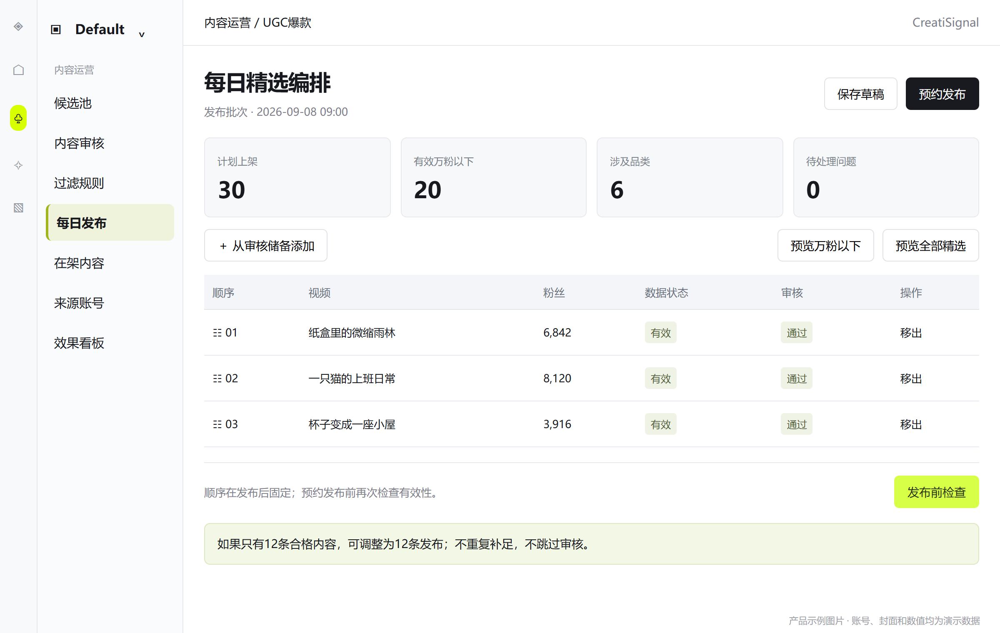 Default
内容运营
候选池
内容审核
过滤规则
每日发布
在架内容
来源账号
效果看板
内容运营 / UGC爆款
CreatiSignal
每日精选编排
发布批次 · 2026-09-08 09:00
保存草稿
预约发布
计划上架
30
有效万粉以下
20
涉及品类
6
待处理问题
0
+ 从审核储备添加
预览万粉以下
预览全部精选
顺序 视频 粉丝 数据状态 审核 操作
01 纸盒里的微缩雨林 6,842 有效 通过 移出
02 一只猫的上班日常 8,120 有效 通过 移出
03 杯子变成一座小屋 3,916 有效 通过 移出
顺序在发布后固定；预约发布前再次检查有效性。
发布前检查
如果只有12条合格内容，可调整为12条发布；不重复补足，不跳过审核。
产品示例图片 · 账号、封面和数值均为演示数据